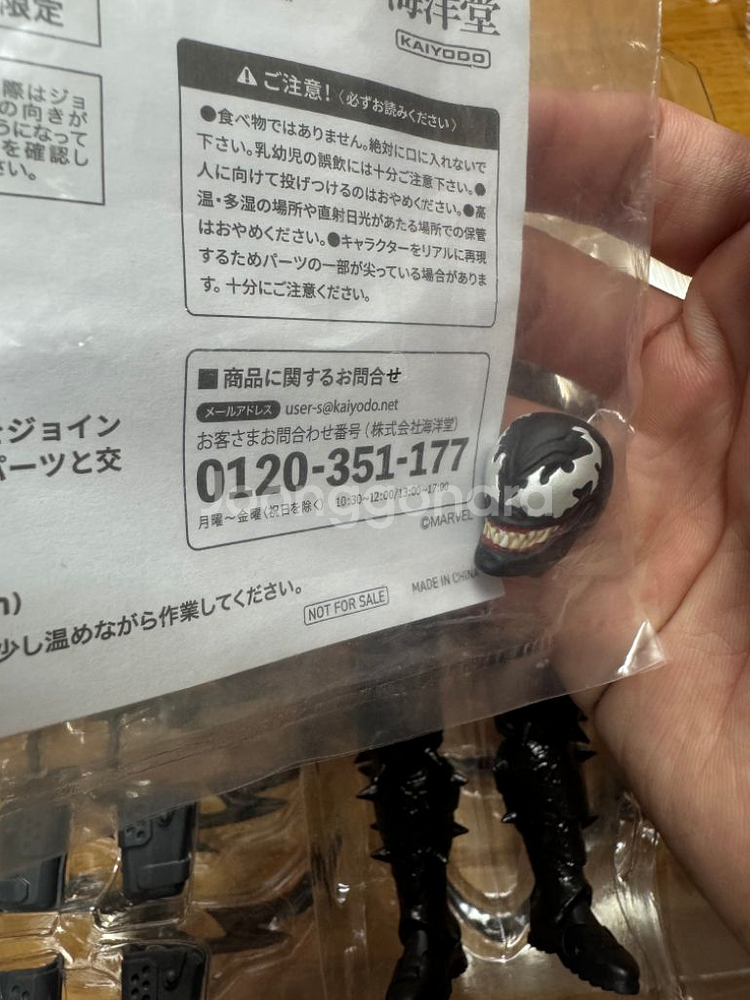 限定
海洋堂
KAIYODO
際はジョ
の向きが
うになって
を確認し
さい。
ご注意!(必ずお読みください)
●食べ物ではありません。絶対に口に入れないで
下さい。乳幼児の誤飲には十分ご注意下さい。●
人に向けて投げつけるのはおやめください。●高
温・多湿の場所や直射日光があたる場所での保管
はおやめください。●キャラクターをリアルに再現
するためパーツの一部が尖っている場合がありま
す。十分にご注意ください。
■商品に関するお問合せ
メールアドレス user-s@kaiyodo.net
お客さまお問合わせ番号(株式会社海洋堂)
0120-351-177
月曜~金曜(祝日を除く) 10:30~12:00/13:00~17:00
©MARVEL
ジョイン
パーツと交
少し温めながら作業してください。
NOT FOR SALE
MADE IN CHINA
Joonggonara